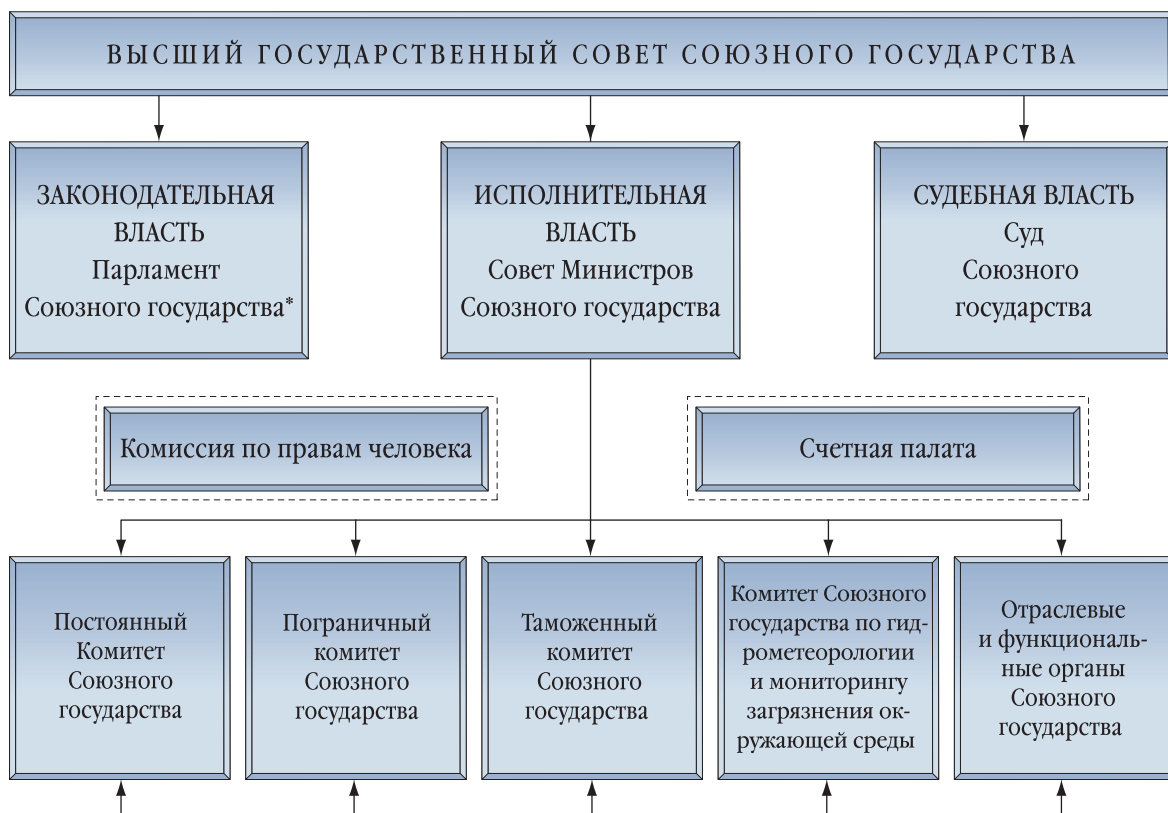 ВЫСШИЙ ГОСУДАРСТВЕННЫЙ СОВЕТ СОЮЗНОГО ГОСУДАРСТВА
ЗАКОНОДАТЕЛЬНАЯ
ВЛАСТЬ
Парламент
Союзного государства*
ИСПОЛНИТЕЛЬНАЯ
ВЛАСТЬ
Совет Министров
Союзного государства
СУДЕБНАЯ ВЛАСТЬ
Суд
Союзного
государства
Комиссия по правам человека
Счетная палата
Постоянный
Комитет
Союзного
государства
Пограничный
комитет
Союзного
государства
Таможенный
комитет
Союзного
государства
Комитет Союзного
государства по гид-
рометеорологии
и мониторингу
загрязнения ок-
ружающей среды
Отраслевые
и функциональ-
ные органы
Союзного
государства